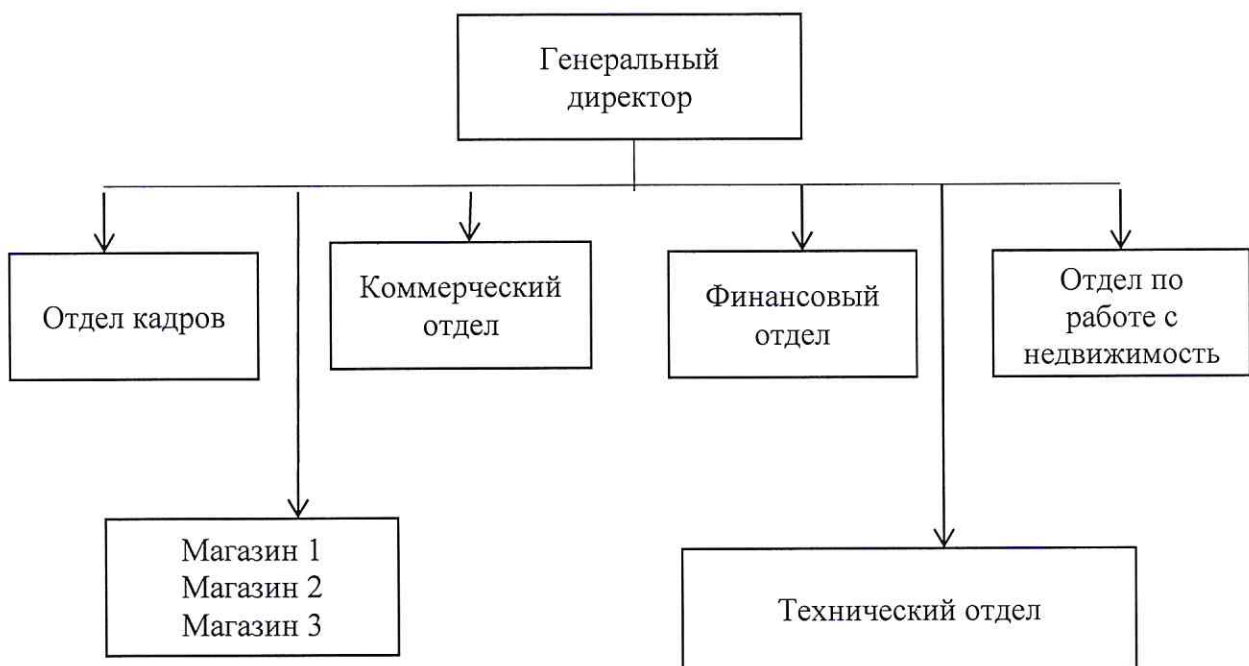 Генеральный
директор
Отдел кадров
Коммерческий
отдел
Финансовый
отдел
Отдел по
работе с
недвижимость
Магазин 1
Магазин 2
Магазин 3
Технический отдел